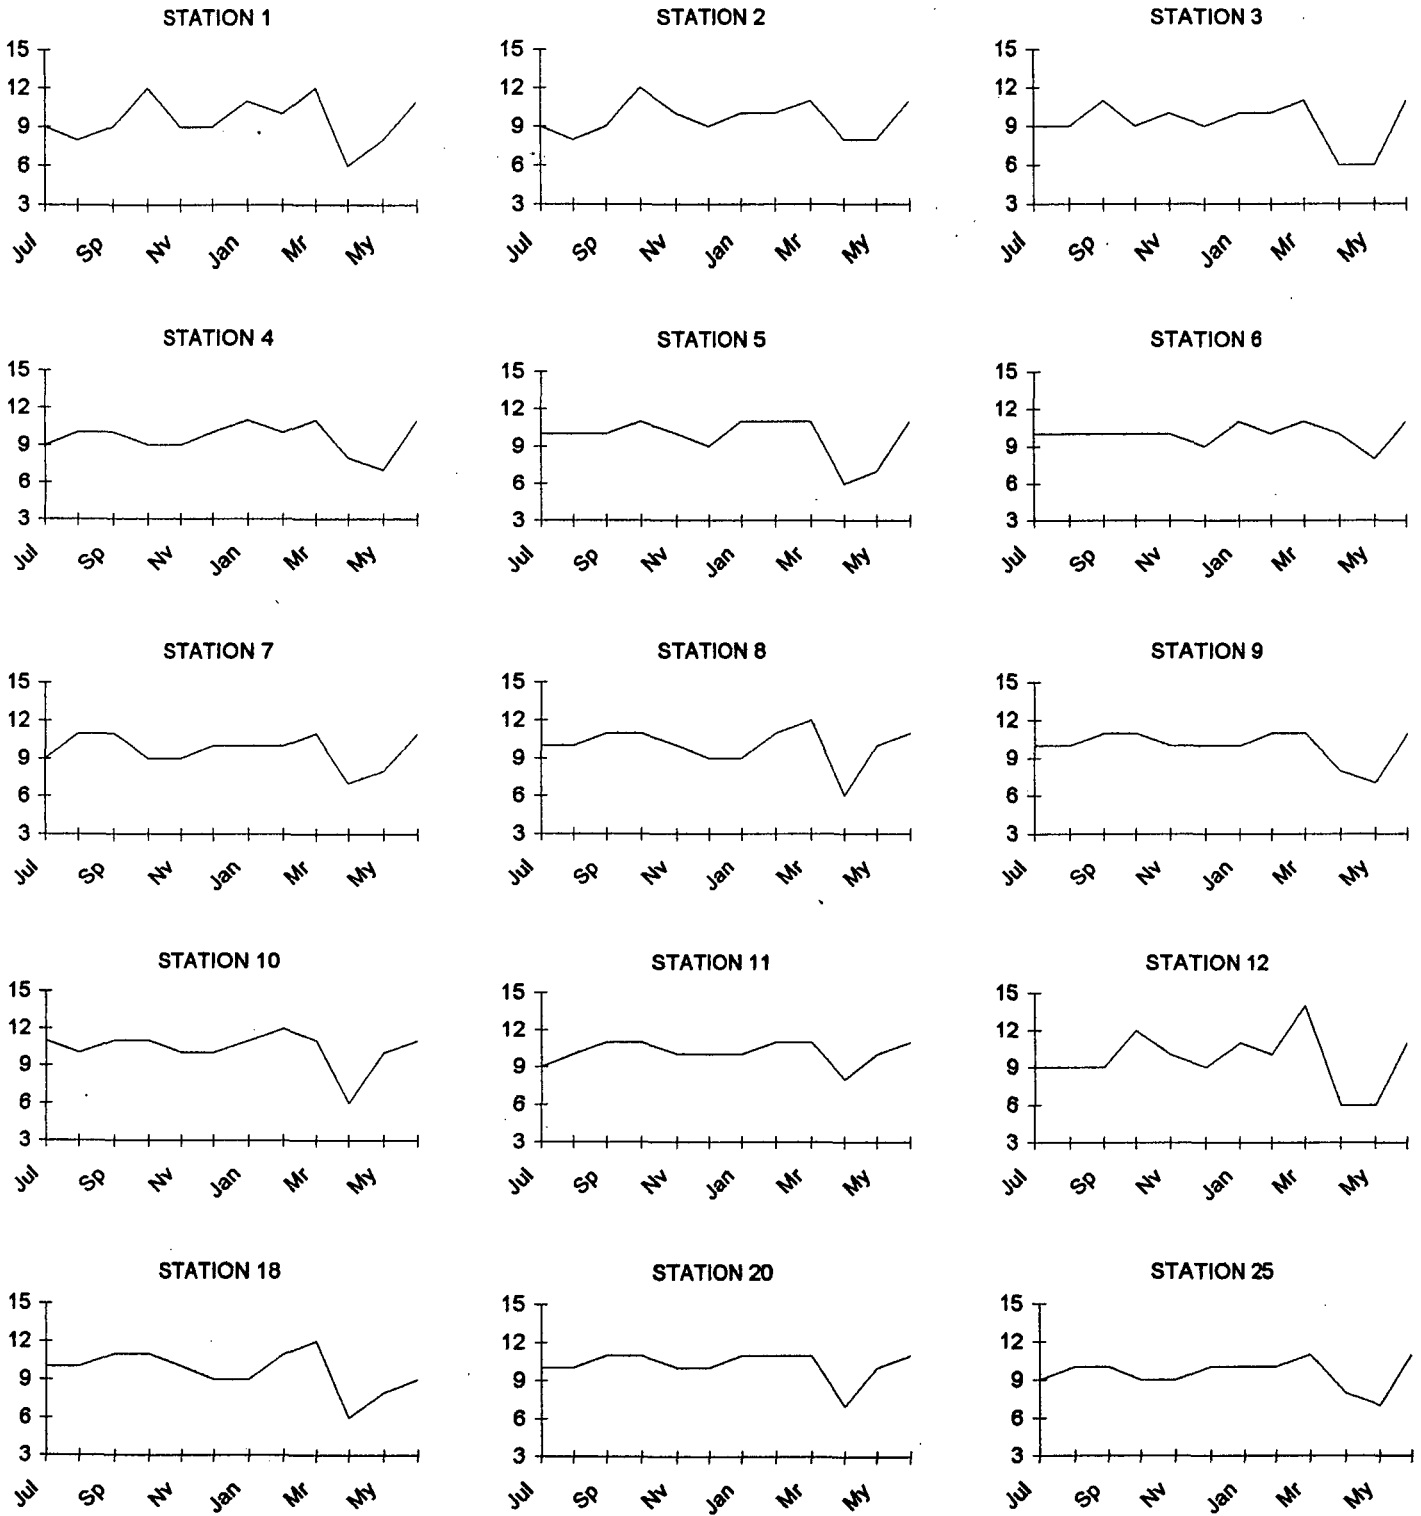 STATION 1 STATION 2 STATION 3
15 15 15
12 12 12
9 9 9
6 6 6
3 3 3
Jul Sp Nv Jan Mr My Jul Sp Nv Jan Mr My Jul Sp Nv Jan Mr My
STATION 4 STATION 5 STATION 6
15 15 15
12 12 12
9 9 9
6 6 6
3 3 3
Jul Sp Nv Jan Mr My Jul Sp Nv Jan Mr My Jul Sp Nv Jan Mr My
STATION 7 STATION 8 STATION 9
15 15 15
12 12 12
9 9 9
6 6 6
3 3 3
Jul Sp Nv Jan Mr My Jul Sp Nv Jan Mr My Jul Sp Nv Jan Mr My
STATION 10 STATION 11 STATION 12
15 15 15
12 12 12
9 9 9
6 6 6
3 3 3
Jul Sp Nv Jan Mr My Jul Sp Nv Jan Mr My Jul Sp Nv Jan Mr My
STATION 18 STATION 20 STATION 25
15 15 15
12 12 12
9 9 9
6 6 6
3 3 3
Jul Sp Nv Jan Mr My Jul Sp Nv Jan Mr My Jul Sp Nv Jan Mr My